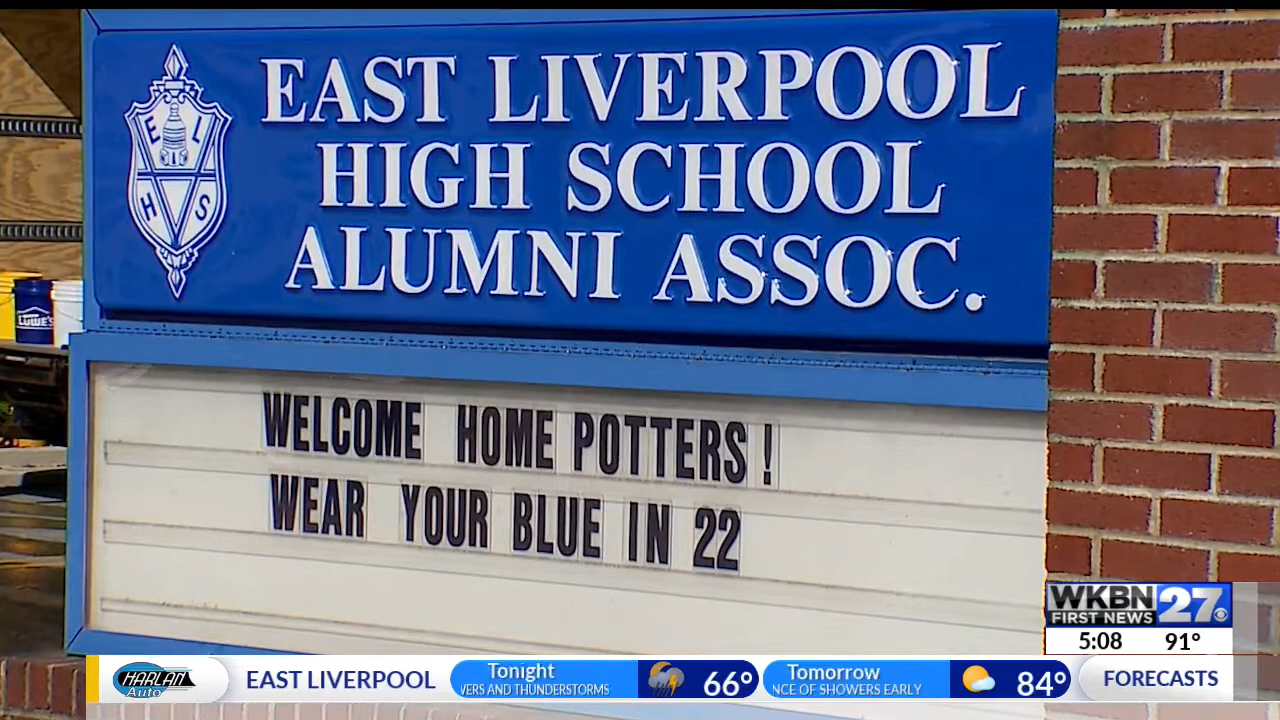 EAST LIVERPOOL
HIGH SCHOOL
ALUMNI ASSOC.
E L
H S
LOWE'S
WELCOME HOME POTTERS!
WEAR YOUR BLUE IN 22
WKBN 27
FIRST NEWS
5:08 91°
HARLAN
Auto
EAST LIVERPOOL
Tonight
VERS AND THUNDERSTORMS
66°
Tomorrow
NCE OF SHOWERS EARLY
84°
FORECASTS